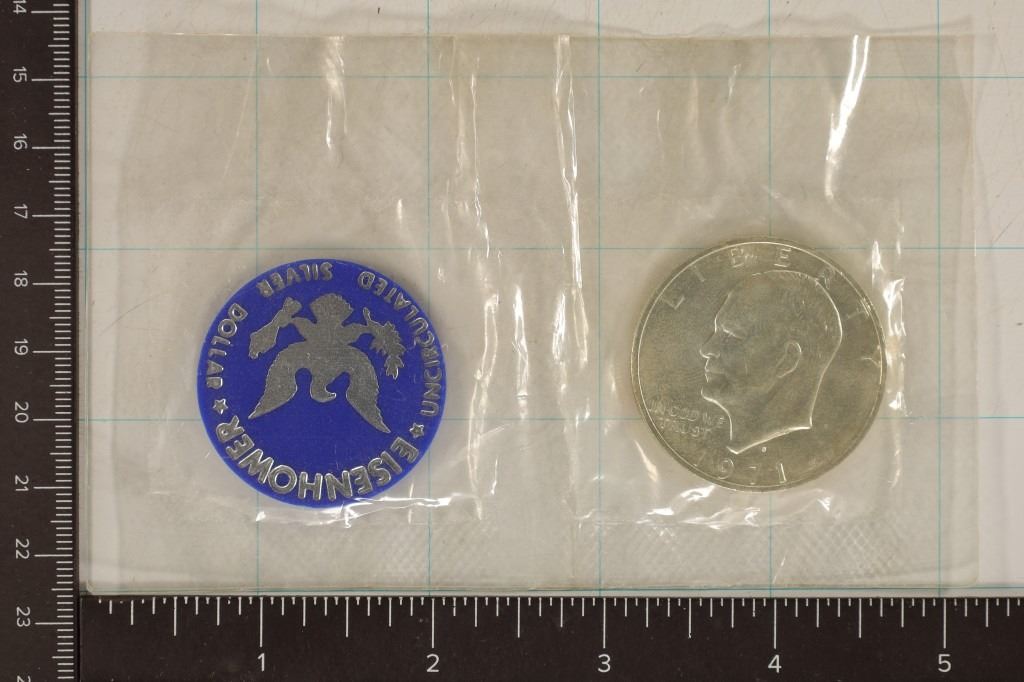 14
15
16
17
18
19
20
21
22
23
EISENHOWER
UNCIRCULATED SILVER DOLLAR
LIBERTY
IN GOD WE
TRUST
1971
1 2 3 4 5